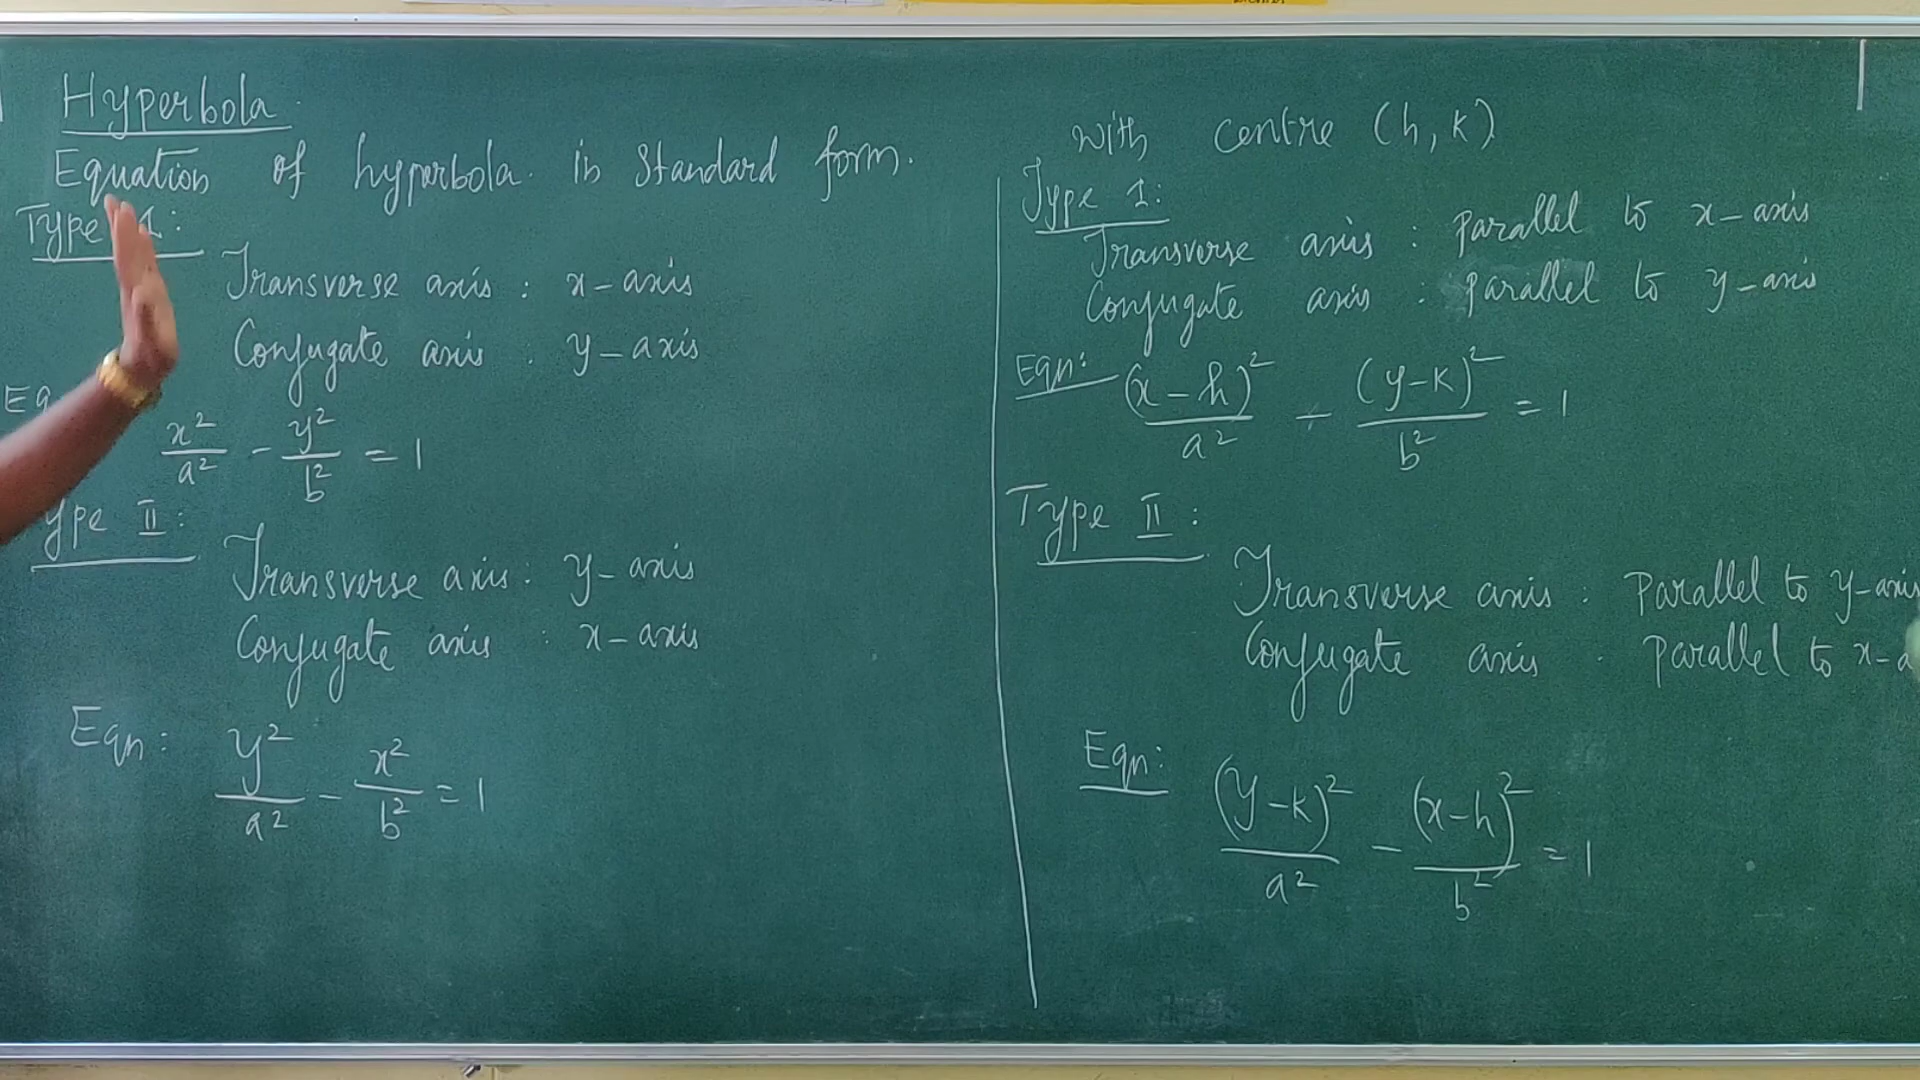 Hyperbola
Equation of hyperbola in Standard form.
Type 1:
Transverse axis : x-axis
Conjugate axis : y-axis
Eq
x²/a² - y²/b² = 1
ype II :
Transverse axis : y-axis
Conjugate axis : x-axis
Eqn: y²/a² - x²/b² = 1
with centre (h, k)
Type 1:
Transverse axis : parallel to x-axis
Conjugate axis : parallel to y-axis
Eqn: (x-h)²/a² - (y-k)²/b² = 1
Type II :
Transverse axis : parallel to y-axis
Conjugate axis : parallel to x-a
Eqn: (y-k)²/a² - (x-h)²/b² = 1